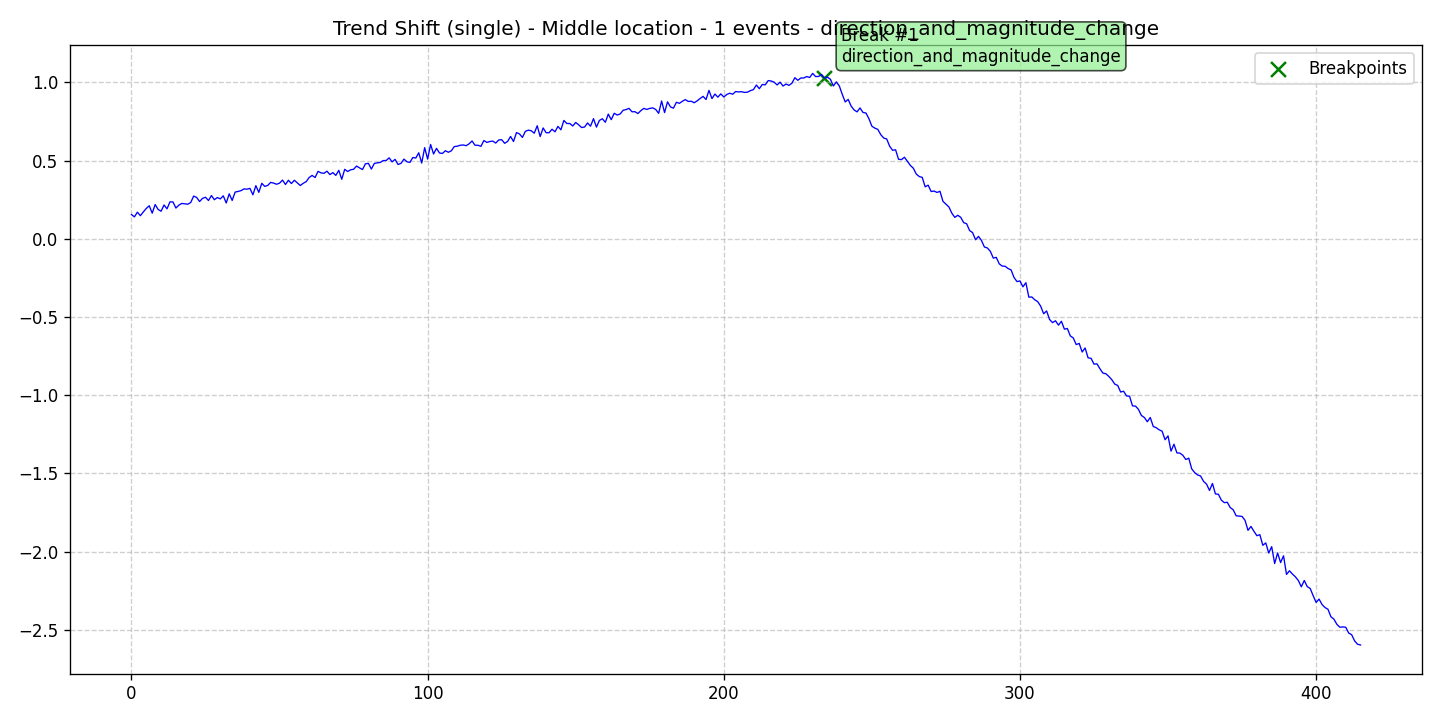 Trend Shift (single) - Middle location - 1 events - direction_and_magnitude_change
Break #1
direction_and_magnitude_change
Breakpoints
1.0
0.5
0.0
−0.5
−1.0
−1.5
−2.0
−2.5
0 100 200 300 400